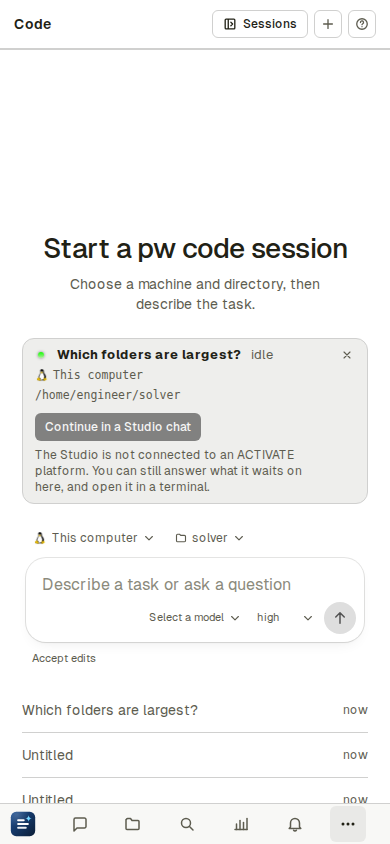 Code
Sessions
Start a pw code session
Choose a machine and directory, then
describe the task.
Which folders are largest? idle
This computer
/home/engineer/solver
Continue in a Studio chat
The Studio is not connected to an ACTIVATE
platform. You can still answer what it waits on
here, and open it in a terminal.
This computer solver
Describe a task or ask a question
Select a model high
Accept edits
Which folders are largest? now
Untitled now
Untitled now